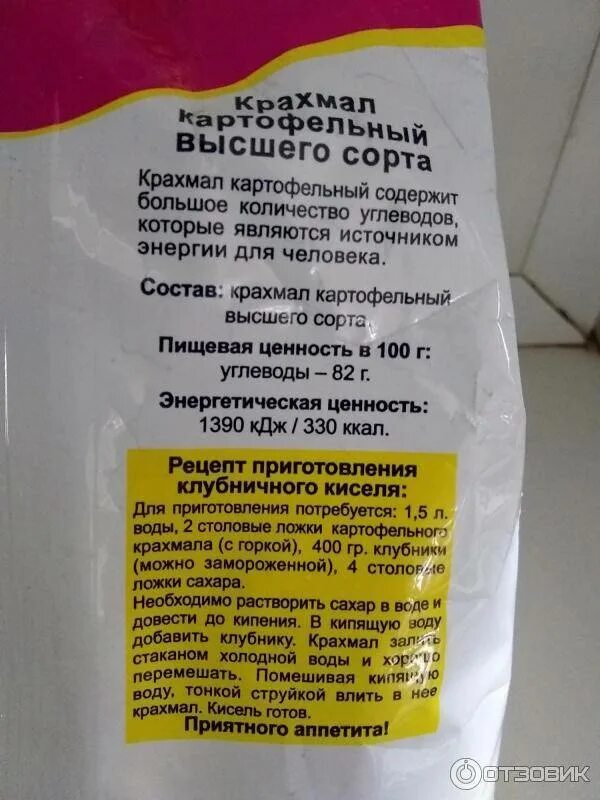 Крахмал
картофельный
высшего сорта
Крахмал картофельный содержит
большое количество углеводов,
которые являются источником
энергии для человека.
Состав: крахмал картофельный
высшего сорта.
Пищевая ценность в 100 г:
углеводы – 82 г.
Энергетическая ценность:
1390 кДж / 330 ккал.
Рецепт приготовления
клубничного киселя:
Для приготовления потребуется: 1,5 л.
воды, 2 столовые ложки картофельного
крахмала (с горкой), 400 гр. клубники
(можно замороженной), 4 столовые
ложки сахара.
Необходимо растворить сахар в воде и
довести до кипения. В кипящую воду
добавить клубнику. Крахмал залить
стаканом холодной воды и хорошо
перемешать. Помешивая кипящую
воду, тонкой струйкой влить в нее
крахмал. Кисель готов.
Приятного аппетита!
ОТЗОВИК